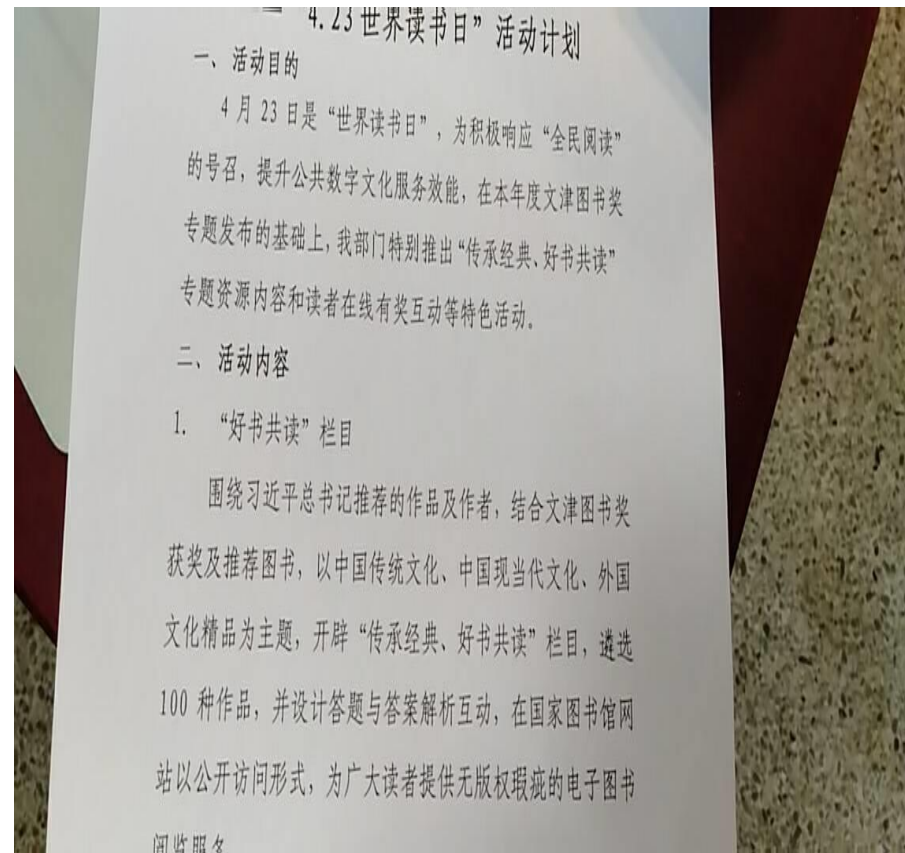 4.23世界读书日”活动计划
一、活动目的
4月23日是“世界读书日”，为积极响应“全民阅读”
的号召，提升公共数字文化服务效能，在本年度文津图书奖
专题发布的基础上，我部门特别推出“传承经典、好书共读”
专题资源内容和读者在线有奖互动等特色活动。
二、活动内容
1. “好书共读”栏目
围绕习近平总书记推荐的作品及作者，结合文津图书奖
获奖及推荐图书，以中国传统文化、中国现当代文化、外国
文化精品为主题，开辟“传承经典、好书共读”栏目，遴选
100 种作品，并设计答题与答案解析互动，在国家图书馆网
站以公开访问形式，为广大读者提供无版权瑕疵的电子图书
阅览服务